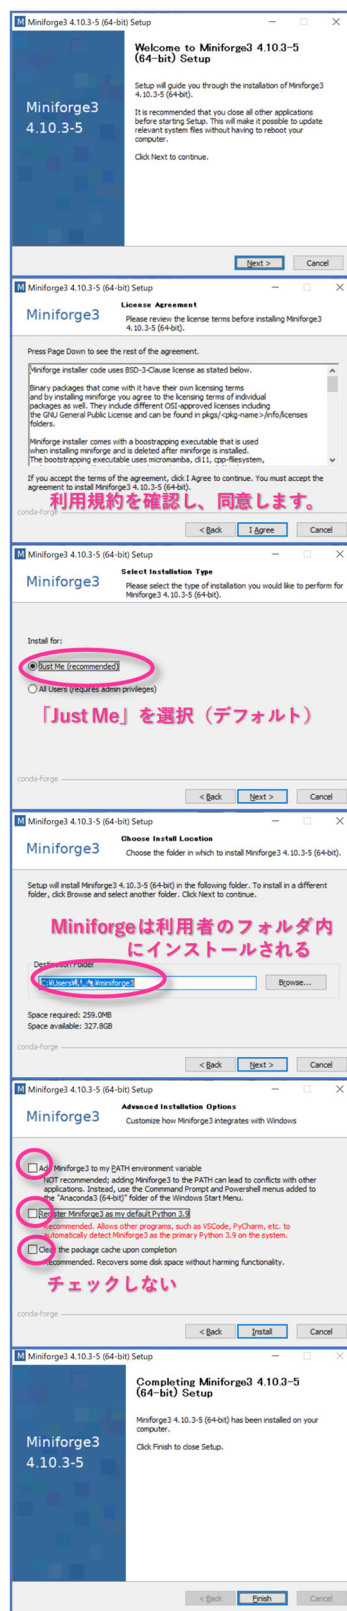 Miniforge3 4.10.3-5 (64-bit) Setup
Welcome to Miniforge3 4.10.3-5
(64-bit) Setup
Miniforge3
4.10.3-5
Setup will guide you through the installation of Miniforge3
4.10.3-5 (64-bit).
It is recommended that you close all other applications
before starting Setup. This will make it possible to update
relevant system files without having to reboot your
computer.
Click Next to continue.
Next >
Cancel
Miniforge3 4.10.3-5 (64-bit) Setup
Miniforge3
License Agreement
Please review the license terms before installing Miniforge3
4.10.3-5 (64-bit).
Press Page Down to see the rest of the agreement.
Miniforge installer code uses BSD-3-Clause license as stated below.
Binary packages that come with it have their own licensing terms
and by installing miniforge you agree to the licensing terms of individual
packages as well. They include different OSI-approved licenses including
the GNU General Public License and can be found in pkgs/<pkg-name>/info/licenses
folders.
Miniforge installer comes with a boostrapping executable that is used
when installing miniforge and is deleted after miniforge is installed.
The bootstrapping executable uses micromamba, cli11, cpp-filesystem,
If you accept the terms of the agreement, click I Agree to continue. You must accept the
agreement to install Miniforge3 4.10.3-5 (64-bit).
利用規約を確認し、同意します。
conda-forge
< Back
I Agree
Cancel
Miniforge3 4.10.3-5 (64-bit) Setup
Miniforge3
Select Installation Type
Please select the type of installation you would like to perform for
Miniforge3 4.10.3-5 (64-bit).
Install for:
Just Me (recommended)
All Users (requires admin privileges)
「Just Me」を選択（デフォルト）
conda-forge
< Back
Next >
Cancel
Miniforge3 4.10.3-5 (64-bit) Setup
Miniforge3
Choose Install Location
Choose the folder in which to install Miniforge3 4.10.3-5 (64-bit).
Setup will install Miniforge3 4.10.3-5 (64-bit) in the following folder. To install in a different
folder, click Browse and select another folder. Click Next to continue.
Miniforgeは利用者のフォルダ内
にインストールされる
Destination Folder
C:¥Users¥ ¥miniforge3
Browse...
Space required: 259.0MB
Space available: 327.8GB
conda-forge
< Back
Next >
Cancel
Miniforge3 4.10.3-5 (64-bit) Setup
Miniforge3
Advanced Installation Options
Customize how Miniforge3 integrates with Windows
Add Miniforge3 to my PATH environment variable
NOT recommended; adding Miniforge3 to the PATH can lead to conflicts with other
applications. Instead, use the Commmand Prompt and Powershell menus added to
the "Anaconda3 (64-bit)" folder of the Windows Start Menu.
Register Miniforge3 as my default Python 3.9
Recommended. Allows other programs, such as VSCode, PyCharm, etc. to
automatically detect Miniforge3 as the primary Python 3.9 on the system.
Clear the package cache upon completion
Recommended. Recovers some disk space without harming functionality.
チェックしない
conda-forge
< Back
Install
Cancel
Miniforge3 4.10.3-5 (64-bit) Setup
Completing Miniforge3 4.10.3-5
(64-bit) Setup
Miniforge3
4.10.3-5
Miniforge3 4.10.3-5 (64-bit) has been installed on your
computer.
Click Finish to close Setup.
< Back
Finish
Cancel